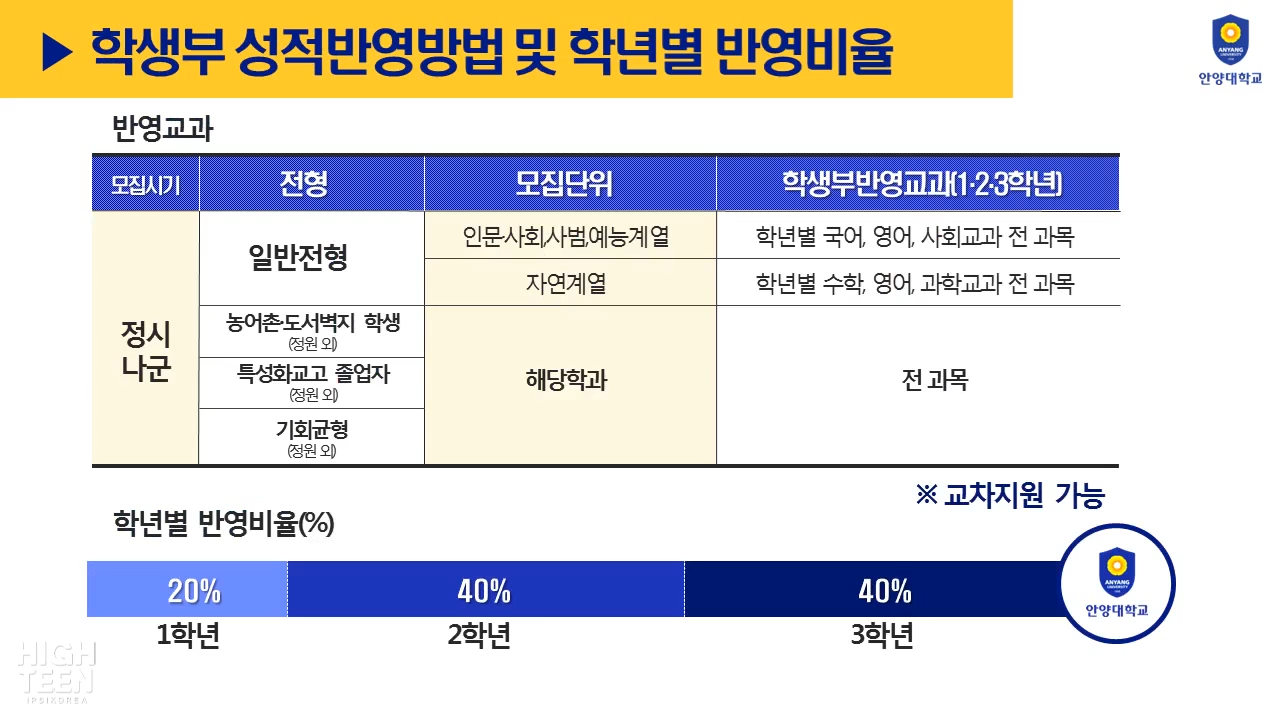 ▶ 학생부 성적반영방법 및 학년별 반영비율
ANYANG
UNIVERSITY
안양대학교
반영교과
모집시기 전형 모집단위 학생부반영교과(1·2·3학년)
정시
나군
일반전형
인문·사회,사범,예능계열 학년별 국어, 영어, 사회교과 전 과목
자연계열 학년별 수학, 영어, 과학교과 전 과목
농어촌·도서벽지 학생
(정원 외)
특성화고교 졸업자
(정원 외)
기회균형
(정원 외)
해당학과
전 과목
※ 교차지원 가능
학년별 반영비율(%)
20% 40% 40%
1학년 2학년 3학년
ANYANG
UNIVERSITY
안양대학교
HIGH
TEEN
IPSIKOREA